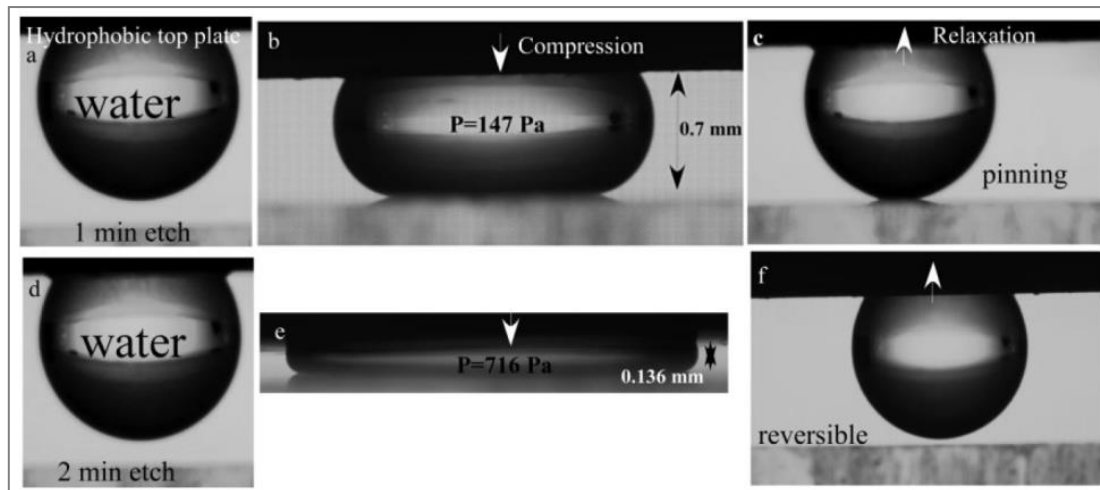 Hydrophobic top plate
a
water
1 min etch
b
Compression
P=147 Pa
0.7 mm
c
Relaxation
pinning
d
water
2 min etch
e
P=716 Pa
0.136 mm
f
reversible